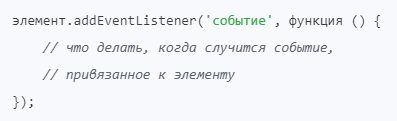 элемент.addEventListener('событие', функция () {
// что делать, когда случится событие,
// привязанное к элементу
});